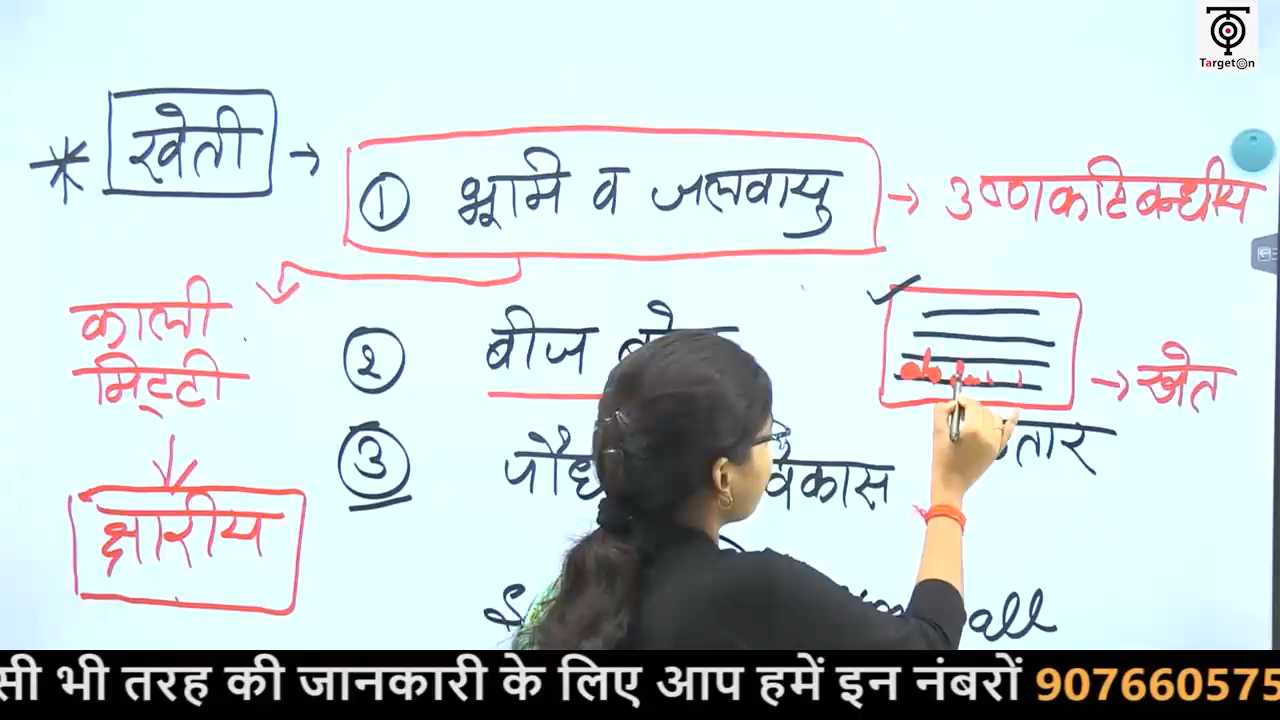 TargetOn
* खेती → ① भूमि व जलवायु → उष्णकटिबन्धीय
काली
मिट्टी
क्षारीय
② बीज
→ खेत
③ विकास
all
सी भी तरह की जानकारी के लिए आप हमें इन नंबरों 907660575